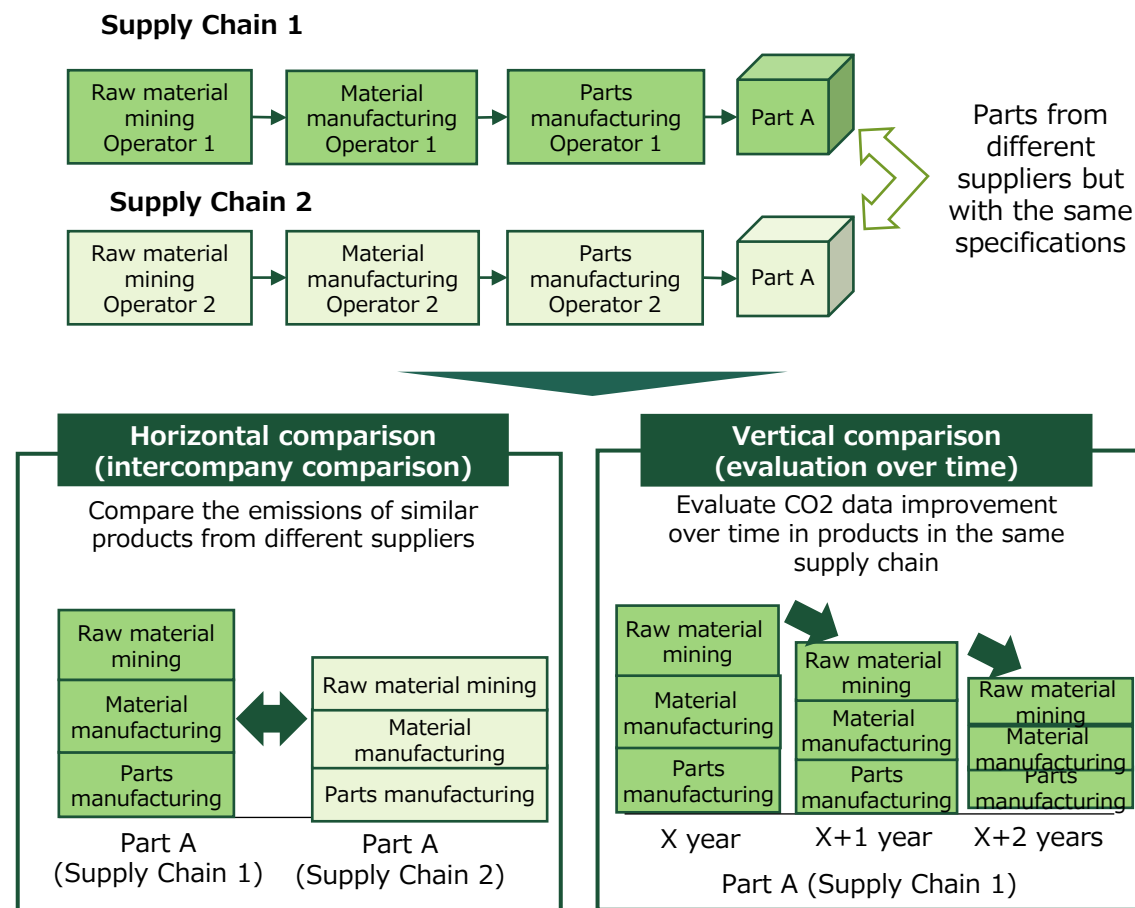 Supply Chain 1
Raw material
mining
Operator 1
Material
manufacturing
Operator 1
Parts
manufacturing
Operator 1
Part A
Parts from
different
suppliers but
with the same
specifications
Supply Chain 2
Raw material
mining
Operator 2
Material
manufacturing
Operator 2
Parts
manufacturing
Operator 2
Part A
Horizontal comparison
(intercompany comparison)
Compare the emissions of similar
products from different suppliers
Raw material
mining
Material
manufacturing
Parts
manufacturing
Part A
(Supply Chain 1)
Raw material mining
Material
manufacturing
Parts manufacturing
Part A
(Supply Chain 2)
Vertical comparison
(evaluation over time)
Evaluate CO2 data improvement
over time in products in the same
supply chain
Raw material
mining
Material
manufacturing
Parts
manufacturing
X year
Raw material
mining
Material
manufacturing
Parts
manufacturing
X+1 year
Raw material
mining
Material
manufacturing
Parts
manufacturing
X+2 years
Part A (Supply Chain 1)